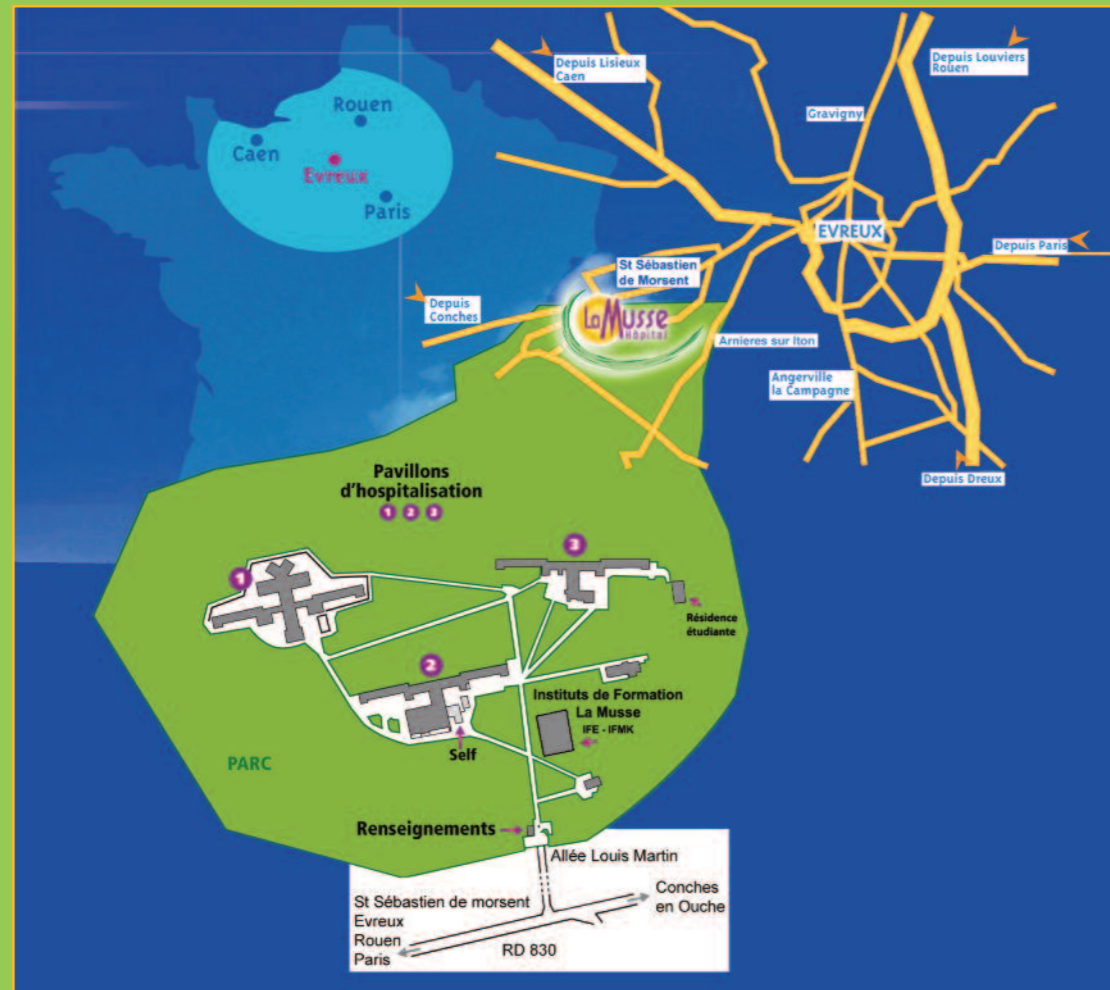 Depuis Lisieux
Caen
Depuis Louviers
Rouen
Rouen
Caen
Evreux
Paris
Gravigny
EVREUX
Depuis Paris
St Sébastien
de Morsent
Depuis
Conches
La Musse
Hôpital
Arnieres sur Iton
Angerville
la Campagne
Depuis Dreux
Pavillons
d'hospitalisation
1 2 3
1
3
Résidence
étudiante
2
Instituts de Formation
La Musse
IFE - IFMK
Self
PARC
Renseignements
Allée Louis Martin
St Sébastien de morsent
Evreux
Rouen
Paris
Conches
en Ouche
RD 830